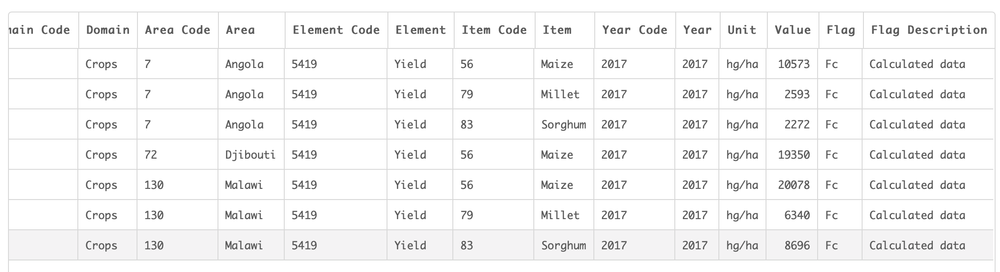 main Code Domain Area Code Area Element Code Element Item Code Item Year Code Year Unit Value Flag Flag Description
Crops 7 Angola 5419 Yield 56 Maize 2017 2017 hg/ha 10573 Fc Calculated data
Crops 7 Angola 5419 Yield 79 Millet 2017 2017 hg/ha 2593 Fc Calculated data
Crops 7 Angola 5419 Yield 83 Sorghum 2017 2017 hg/ha 2272 Fc Calculated data
Crops 72 Djibouti 5419 Yield 56 Maize 2017 2017 hg/ha 19350 Fc Calculated data
Crops 130 Malawi 5419 Yield 56 Maize 2017 2017 hg/ha 20078 Fc Calculated data
Crops 130 Malawi 5419 Yield 79 Millet 2017 2017 hg/ha 6340 Fc Calculated data
Crops 130 Malawi 5419 Yield 83 Sorghum 2017 2017 hg/ha 8696 Fc Calculated data